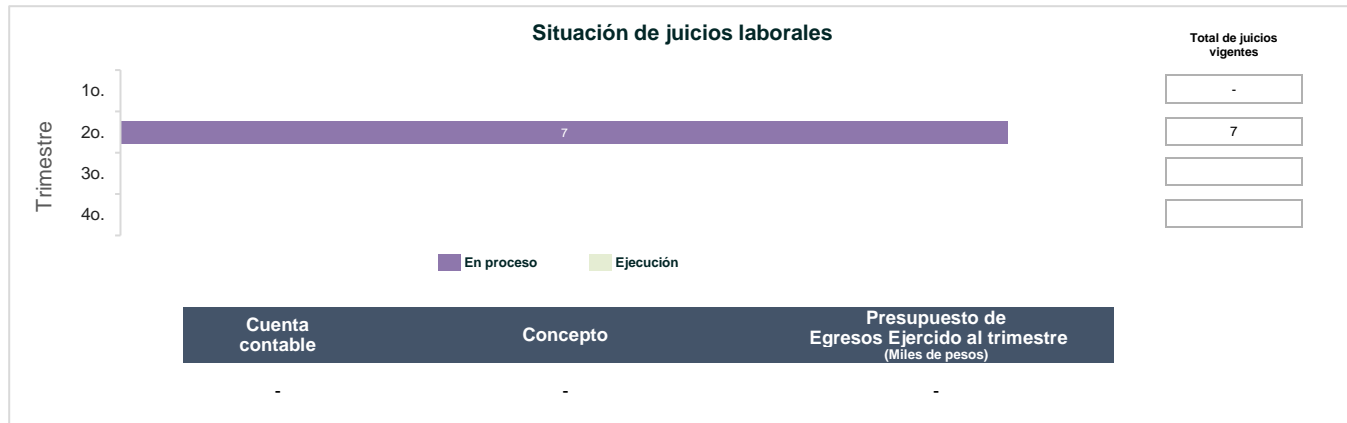 Situación de juicios laborales
Total de juicios
vigentes
Trimestre
1o.
-
2o.
7
7
3o.
4o.
En proceso
Ejecución
Cuenta
contable
Concepto
Presupuesto de
Egresos Ejercido al trimestre
(Miles de pesos)
-
-
-